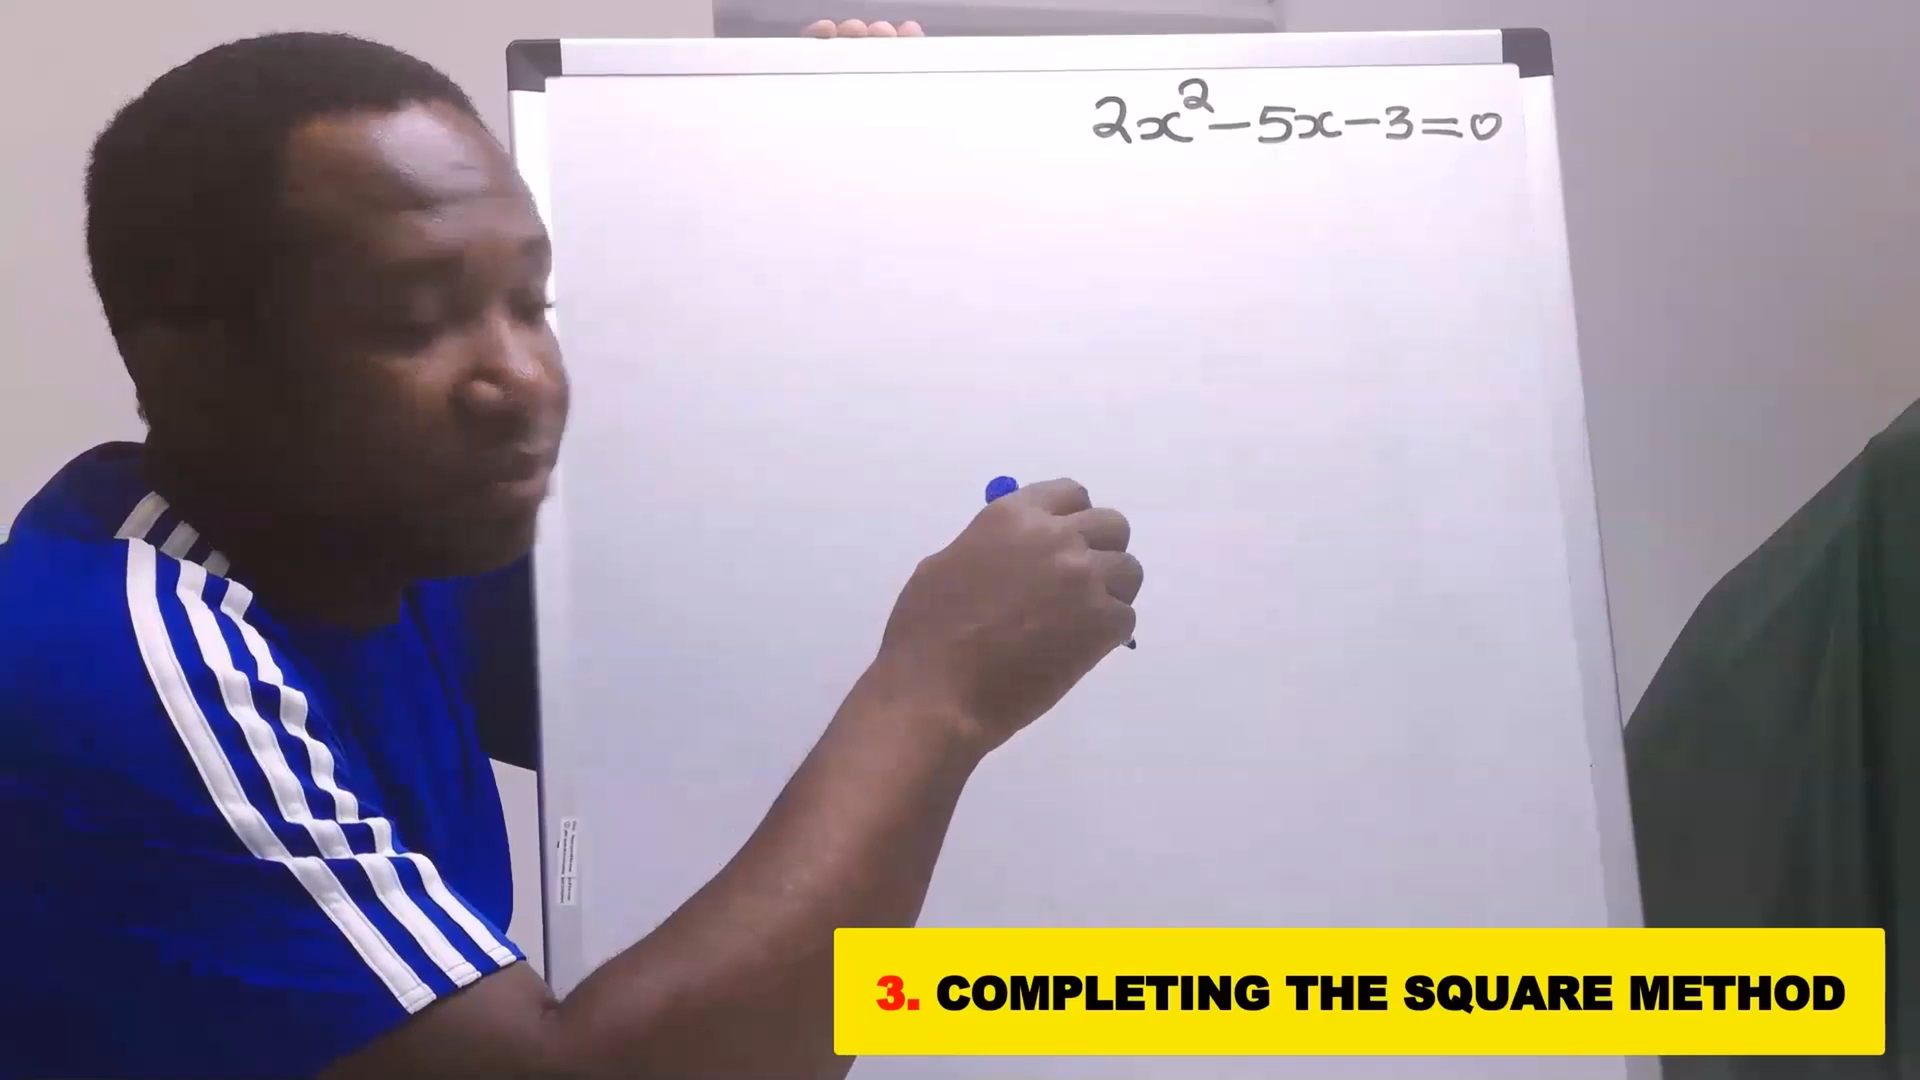 2x² - 5x - 3 = 0
3. COMPLETING THE SQUARE METHOD